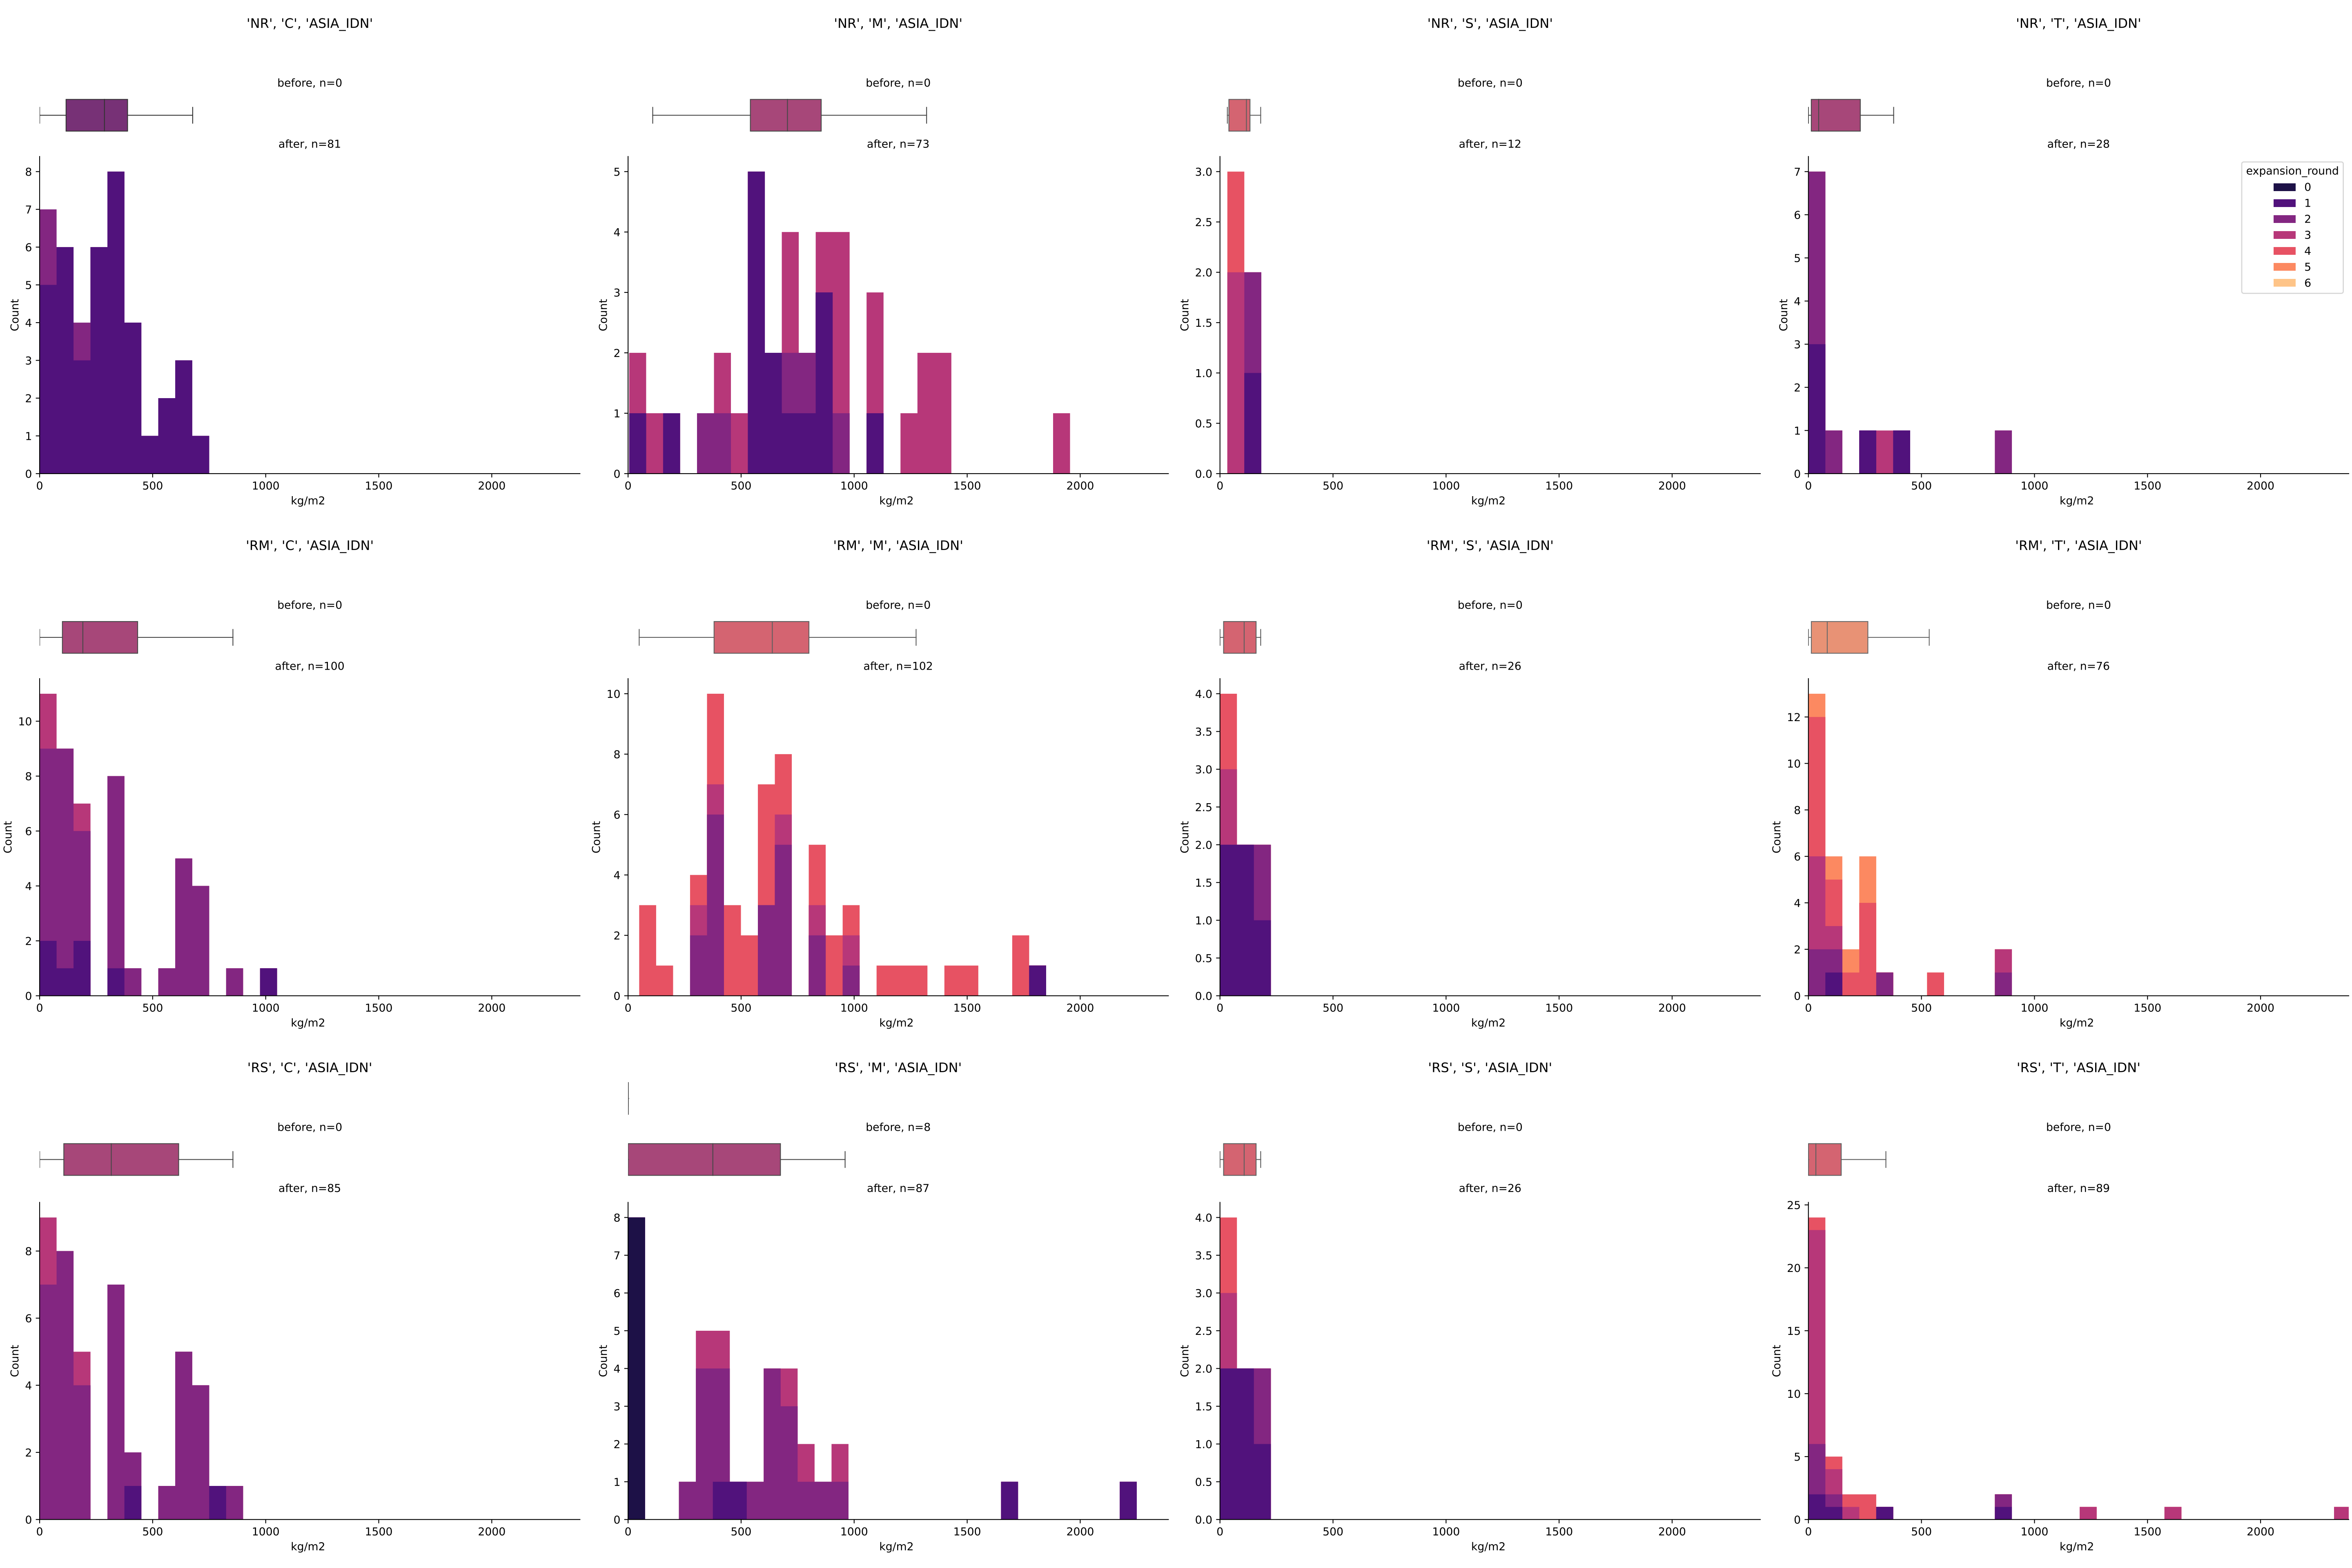 'NR', 'C', 'ASIA_IDN'
before, n=0
after, n=81
8
7
6
5
4
3
2
1
0
Count
0 500 1000 1500 2000
kg/m2
'NR', 'M', 'ASIA_IDN'
before, n=0
after, n=73
5
4
3
2
1
0
Count
0 500 1000 1500 2000
kg/m2
'NR', 'S', 'ASIA_IDN'
before, n=0
after, n=12
3.0
2.5
2.0
1.5
1.0
0.5
0.0
Count
0 500 1000 1500 2000
kg/m2
'NR', 'T', 'ASIA_IDN'
before, n=0
after, n=28
7
6
5
4
3
2
1
0
Count
expansion_round
0
1
2
3
4
5
6
0 500 1000 1500 2000
kg/m2
'RM', 'C', 'ASIA_IDN'
before, n=0
after, n=100
10
8
6
4
2
0
Count
0 500 1000 1500 2000
kg/m2
'RM', 'M', 'ASIA_IDN'
before, n=0
after, n=102
10
8
6
4
2
0
Count
0 500 1000 1500 2000
kg/m2
'RM', 'S', 'ASIA_IDN'
before, n=0
after, n=26
4.0
3.5
3.0
2.5
2.0
1.5
1.0
0.5
0.0
Count
0 500 1000 1500 2000
kg/m2
'RM', 'T', 'ASIA_IDN'
before, n=0
after, n=76
12
10
8
6
4
2
0
Count
0 500 1000 1500 2000
kg/m2
'RS', 'C', 'ASIA_IDN'
before, n=0
after, n=85
8
6
4
2
0
Count
0 500 1000 1500 2000
kg/m2
'RS', 'M', 'ASIA_IDN'
before, n=8
after, n=87
8
7
6
5
4
3
2
1
0
Count
0 500 1000 1500 2000
kg/m2
'RS', 'S', 'ASIA_IDN'
before, n=0
after, n=26
4.0
3.5
3.0
2.5
2.0
1.5
1.0
0.5
0.0
Count
0 500 1000 1500 2000
kg/m2
'RS', 'T', 'ASIA_IDN'
before, n=0
after, n=89
25
20
15
10
5
0
Count
0 500 1000 1500 2000
kg/m2